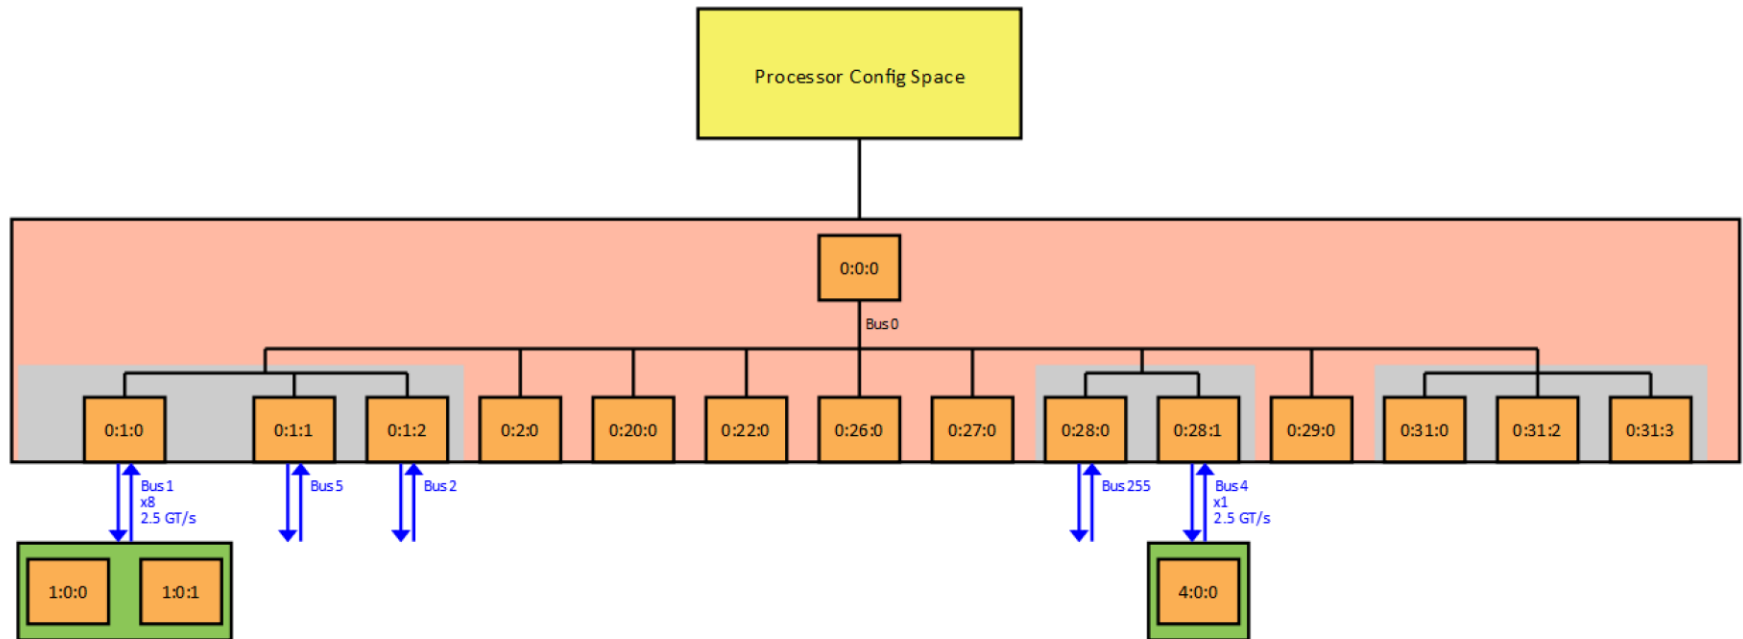 Processor Config Space
0:0:0
Bus 0
0:1:0
0:1:1
0:1:2
0:2:0
0:20:0
0:22:0
0:26:0
0:27:0
0:28:0
0:28:1
0:29:0
0:31:0
0:31:2
0:31:3
Bus 1
x8
2.5 GT/s
Bus 5
Bus 2
Bus 255
Bus 4
x1
2.5 GT/s
1:0:0
1:0:1
4:0:0